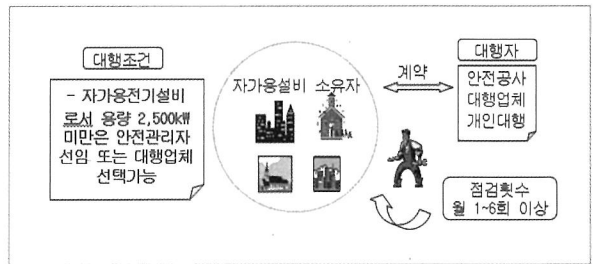 대행조건
- 자가용전기설비
로서 용량 2,500kW
미만은 안전관리자
선임 또는 대행업체
선택가능
자가용설비 소유자
계약
대행자
안전공사
대행업체
개인대행
점검횟수
월 1~6회 이상